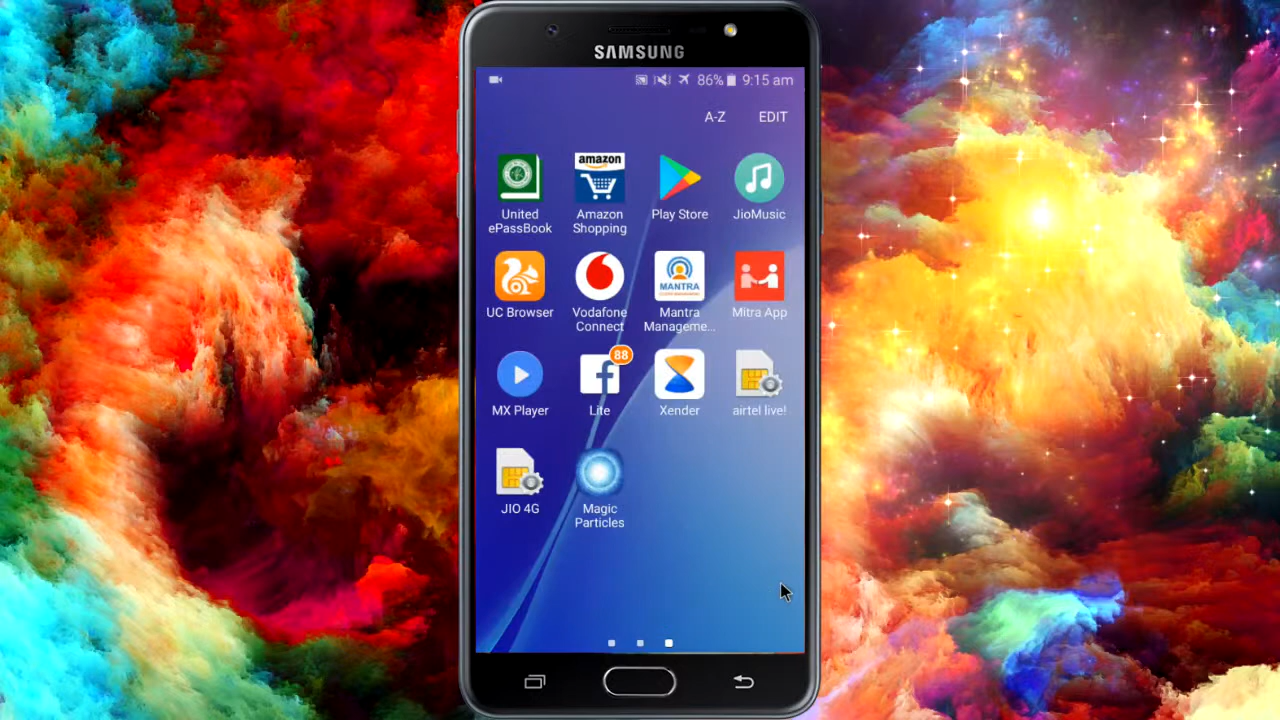 SAMSUNG
86% 9:15 am
A-Z EDIT
amazon
United
ePassBook
Amazon
Shopping
Play Store
JioMusic
MANTRA
UC Browser
Vodafone
Connect
Mantra
Manageme...
Mitra App
88
MX Player
Lite
Xender
airtel live!
JIO 4G
Magic
Particles